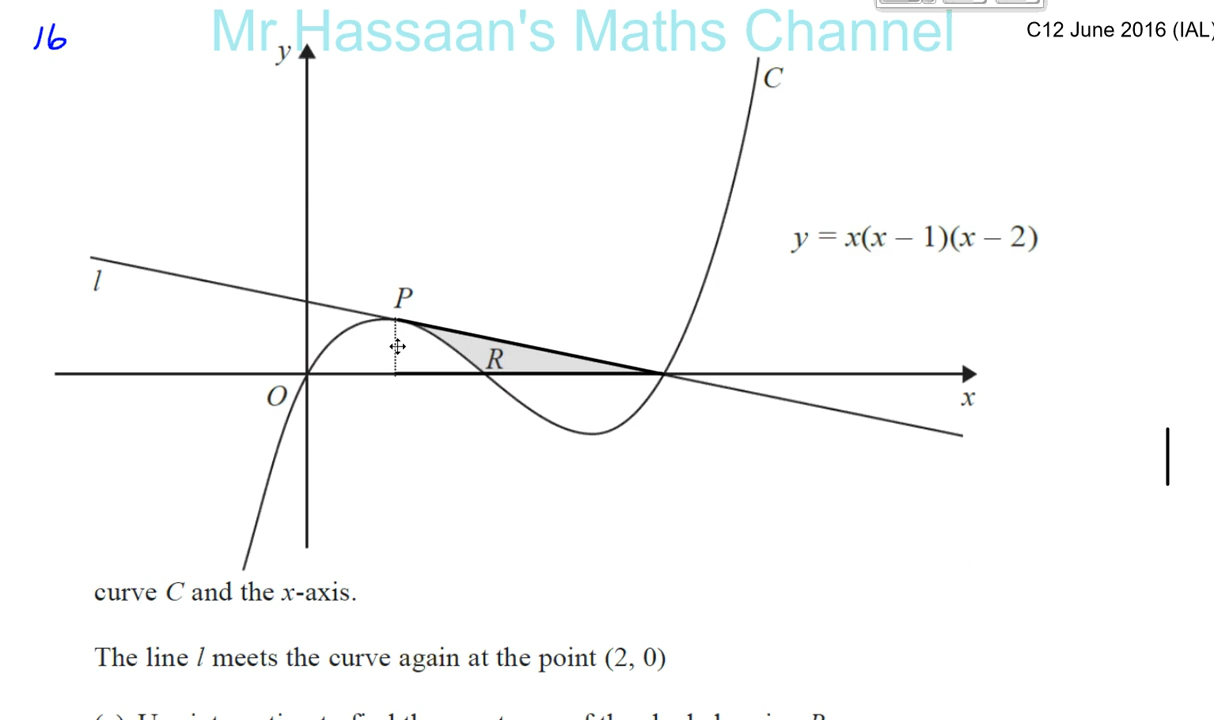 Mr Hassaan's Maths Channel
C12 June 2016 (IAL)
16
y
C
y = x(x – 1)(x – 2)
l
P
R
O
x
curve C and the x-axis.
The line l meets the curve again at the point (2, 0)